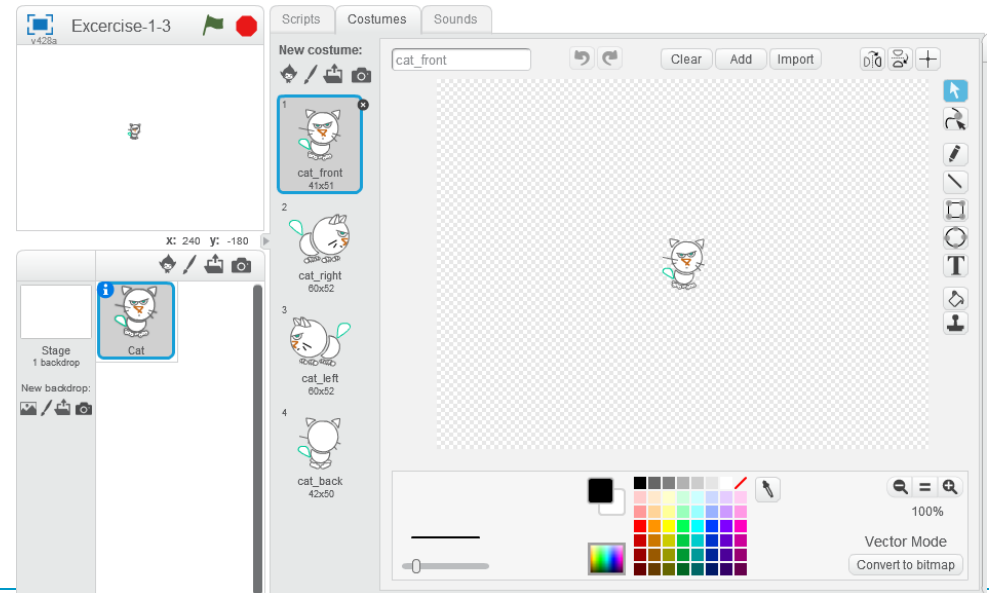 Excercise-1-3
v428a
Scripts
Costumes
Sounds
New costume:
cat_front
Clear
Add
Import
1
cat_front
41x51
2
cat_right
60x52
3
cat_left
60x52
4
cat_back
42x50
x: 240 y: -180
Stage
1 backdrop
New backdrop:
Cat
T
100%
Vector Mode
Convert to bitmap